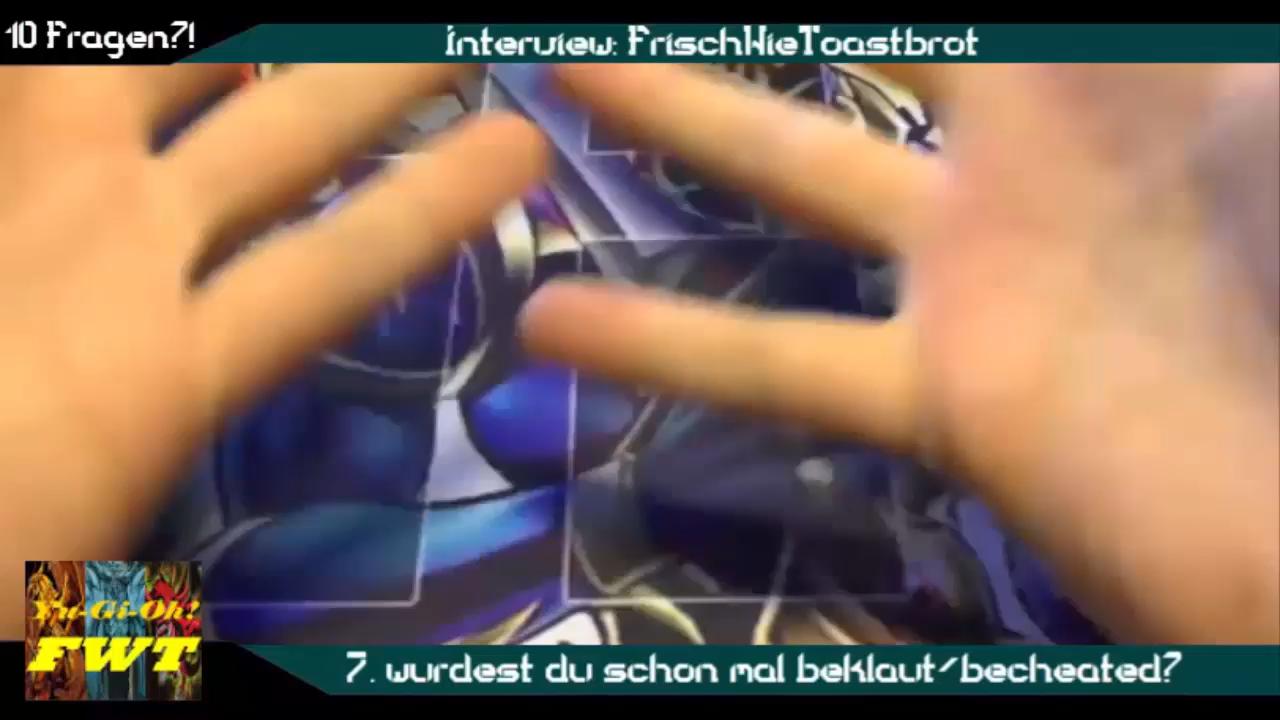 10 Fragen?!
Interview: FrischWieToastbrot
Yu-Gi-Oh!
FWT
7. wurdest du schon mal beklaut/becheated?